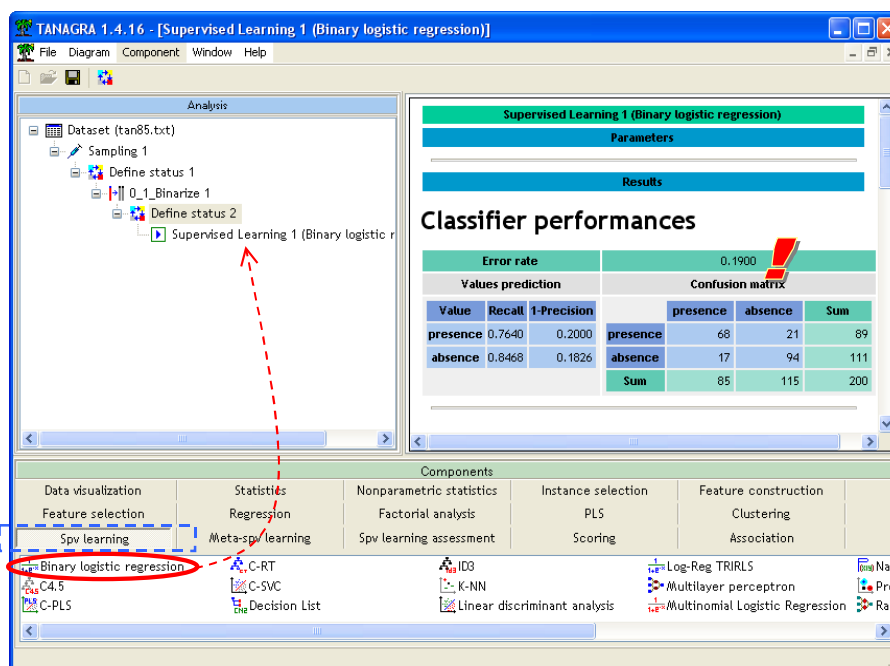 TANAGRA 1.4.16 - [Supervised Learning 1 (Binary logistic regression)]
File Diagram Component Window Help
Analysis
Dataset (tan85.txt)
Sampling 1
Define status 1
0_1_Binarize 1
Define status 2
Supervised Learning 1 (Binary logistic r
Supervised Learning 1 (Binary logistic regression)
Parameters
Results
Classifier performances
Error rate 0.1900
Values prediction Confusion matrix
Value Recall 1-Precision presence absence Sum
presence 0.7640 0.2000 presence 68 21 89
absence 0.8468 0.1826 absence 17 94 111
Sum 85 115 200
Components
Data visualization Statistics Nonparametric statistics Instance selection Feature construction
Feature selection Regression Factorial analysis PLS Clustering
Spv learning Meta-spv learning Spv learning assessment Scoring Association
Binary logistic regression C-RT ID3 Log-Reg TRIRLS Na
C4.5 C-SVC K-NN Multilayer perceptron Pro
C-PLS Decision List Linear discriminant analysis Multinomial Logistic Regression Ra